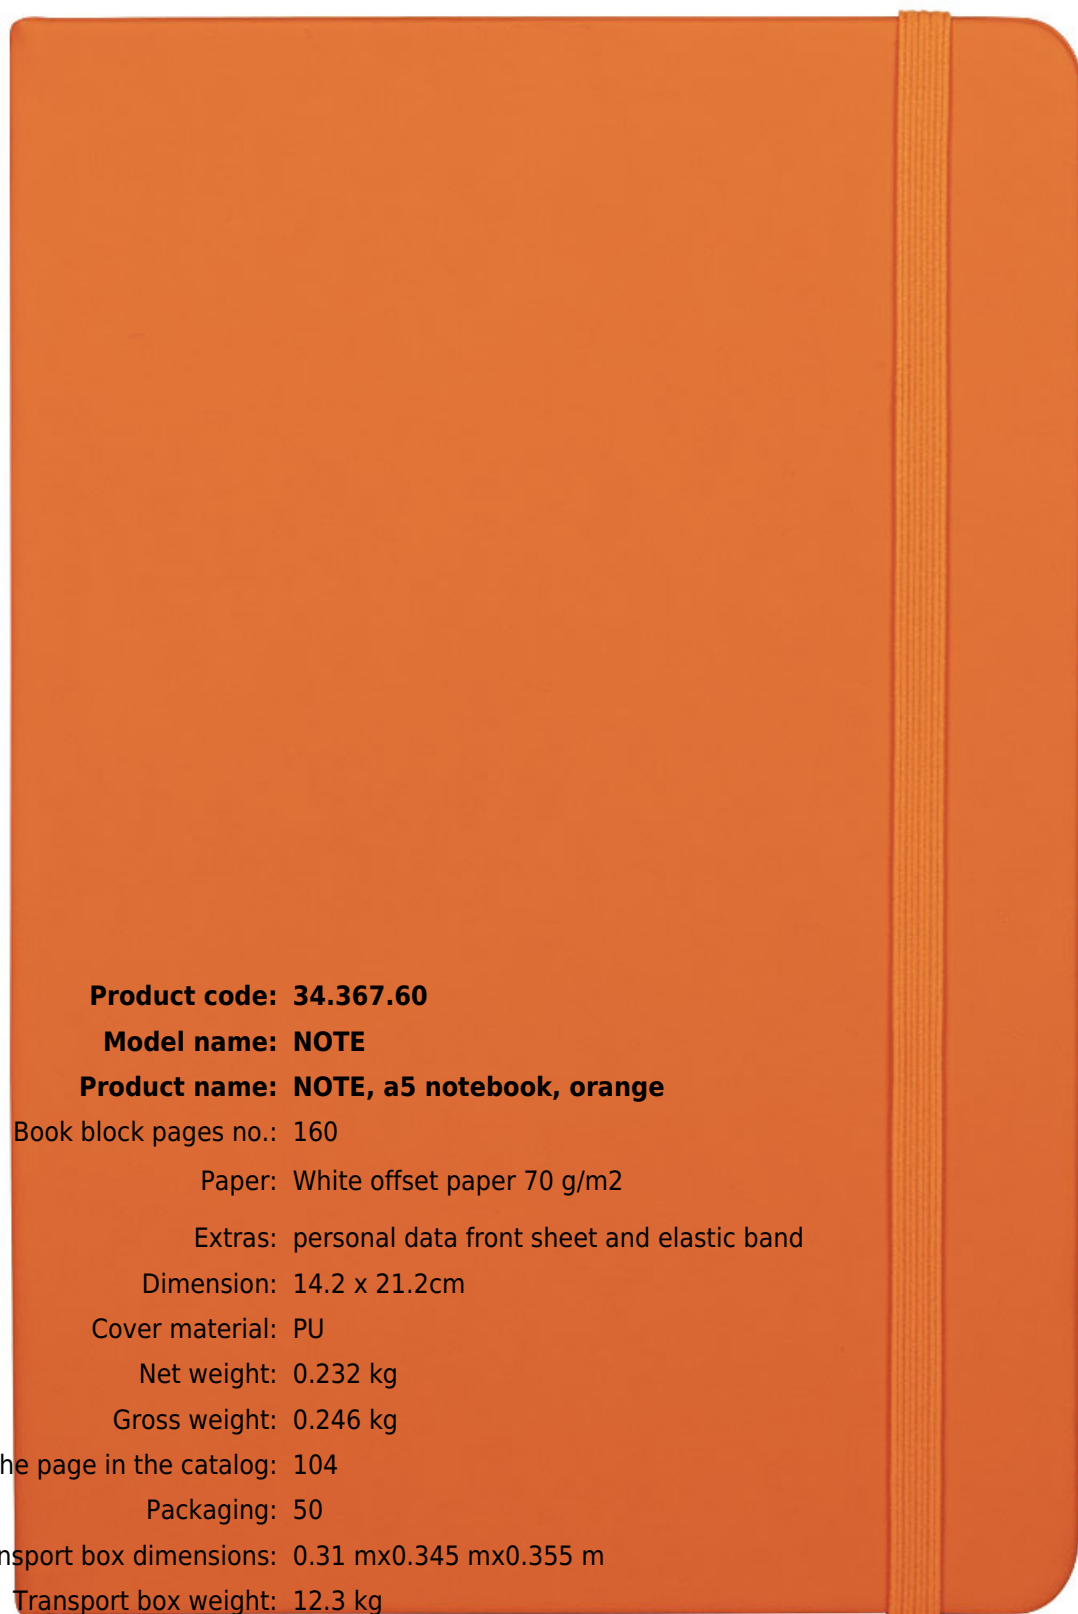 Product code: 34.367.60
Model name: NOTE
Product name: NOTE, a5 notebook, orange
Book block pages no.: 160
Paper: White offset paper 70 g/m2
Extras: personal data front sheet and elastic band
Dimension: 14.2 x 21.2cm
Cover material: PU
Net weight: 0.232 kg
Gross weight: 0.246 kg
he page in the catalog: 104
Packaging: 50
nsport box dimensions: 0.31 mx0.345 mx0.355 m
Transport box weight: 12.3 kg